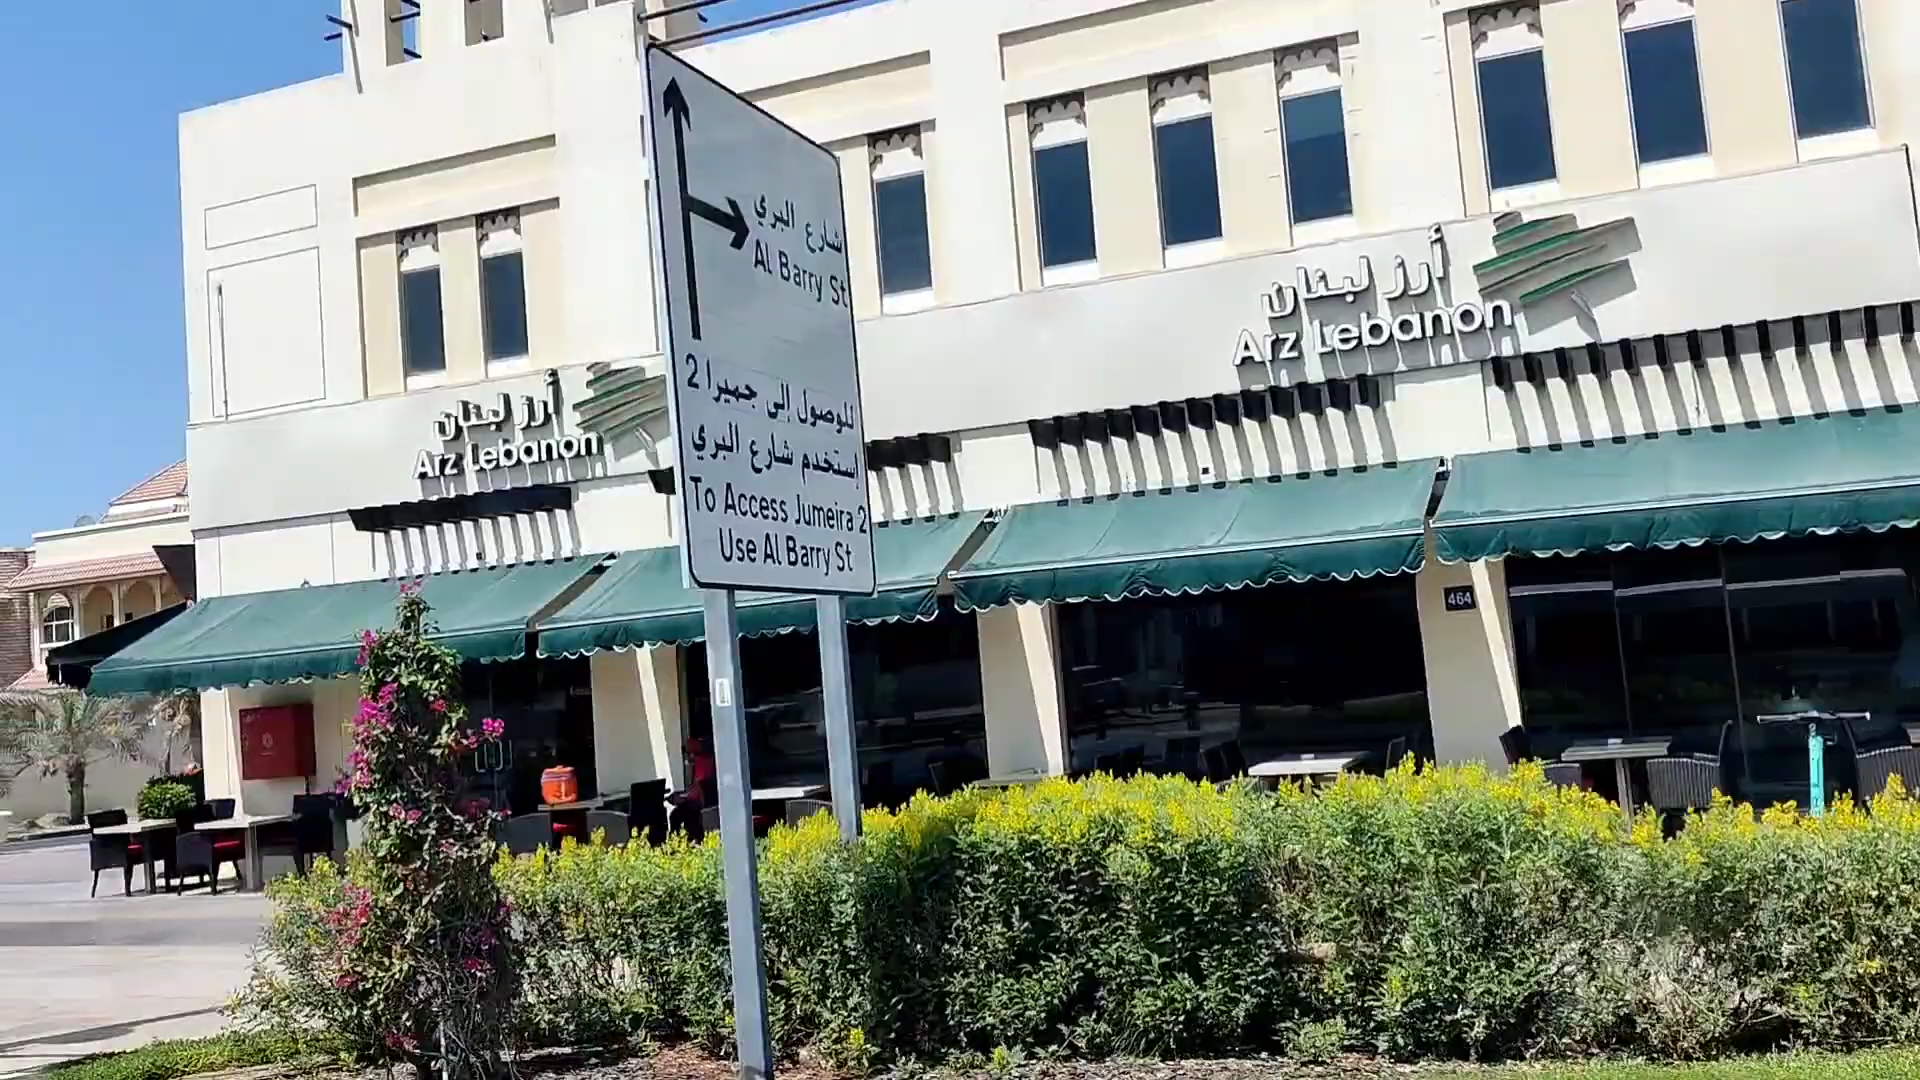 شارع البري
Al Barry St
للوصول إلى جميرا 2
إستخدم شارع البري
To Access Jumeira 2
Use Al Barry St
أرز لبنان
Arz Lebanon
أرز لبنان
Arz Lebanon
464